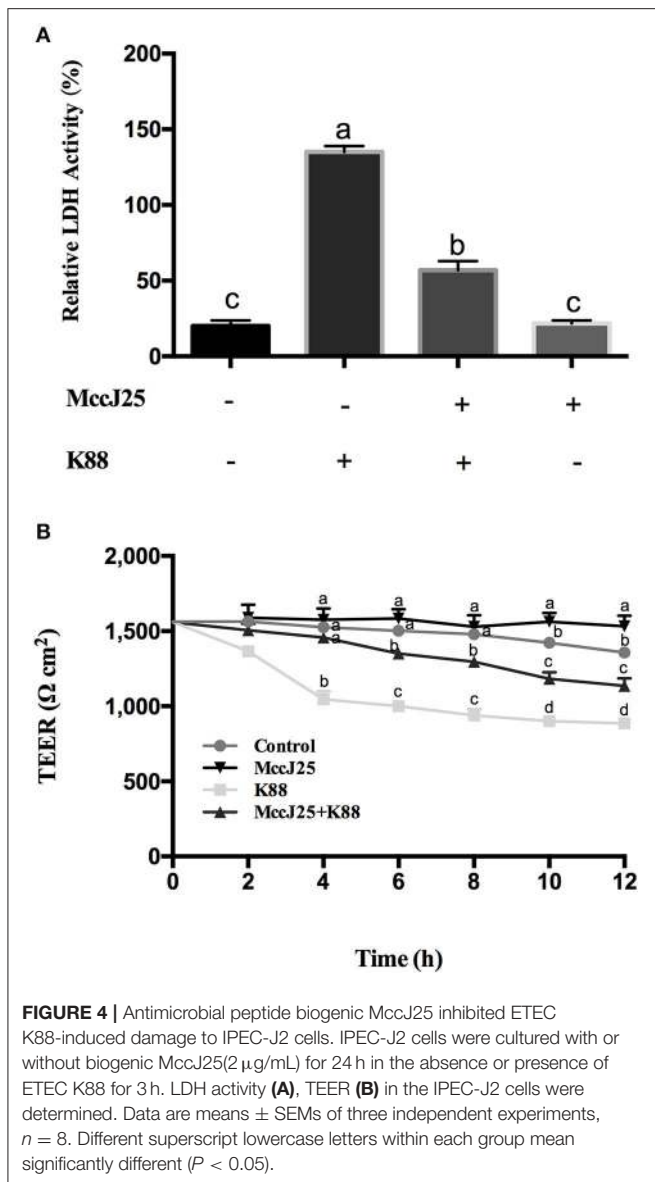 A
200
150
100
50
0
Relative LDH Activity (%)
c
a
b
c
MccJ25 - - + +
K88 - + + -
B
2,000
1,500
1,000
500
0
TEER (Ω cm²)
a a a a a
a a a b b
a b b c c
b c c d d
Control
MccJ25
K88
MccJ25+K88
0 2 4 6 8 10 12
Time (h)
FIGURE 4 | Antimicrobial peptide biogenic MccJ25 inhibited ETEC
K88-induced damage to IPEC-J2 cells. IPEC-J2 cells were cultured with or
without biogenic MccJ25(2 μg/mL) for 24 h in the absence or presence of
ETEC K88 for 3 h. LDH activity (A), TEER (B) in the IPEC-J2 cells were
determined. Data are means ± SEMs of three independent experiments,
n = 8. Different superscript lowercase letters within each group mean
significantly different (P < 0.05).